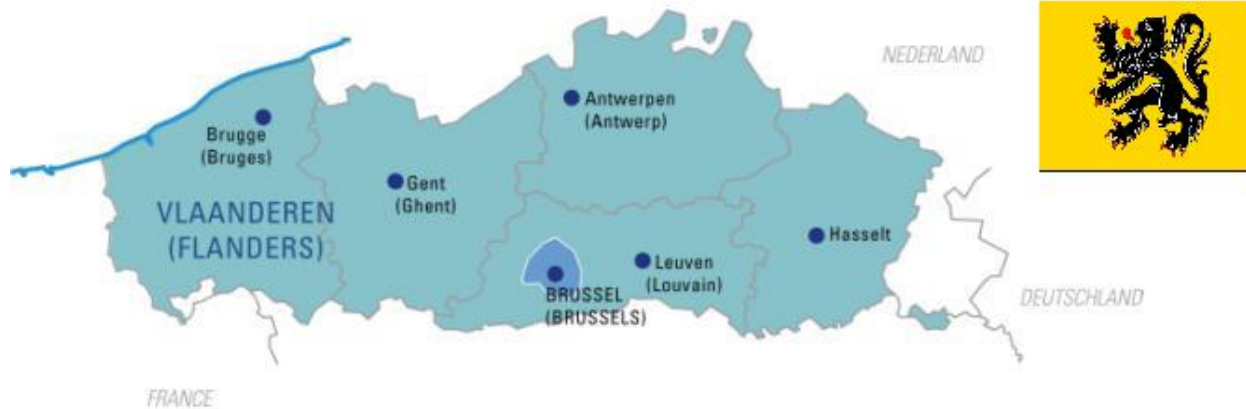 NEDERLAND
Antwerpen
(Antwerp)
Brugge
(Bruges)
Gent
(Ghent)
VLAANDEREN
(FLANDERS)
Hasselt
Leuven
(Louvain)
BRUSSEL
(BRUSSELS)
DEUTSCHLAND
FRANCE